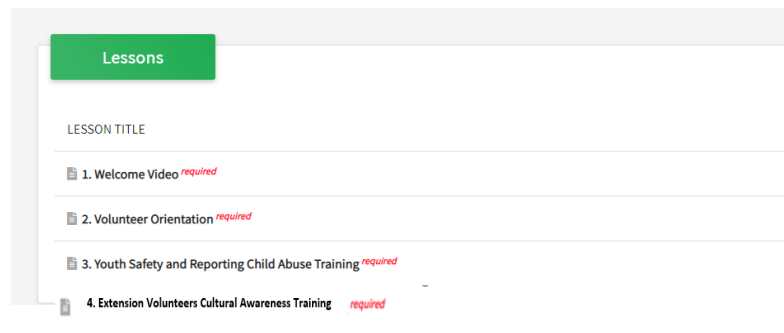 Lessons
LESSON TITLE
1. Welcome Video required
2. Volunteer Orientation required
3. Youth Safety and Reporting Child Abuse Training required
4. Extension Volunteers Cultural Awareness Training required